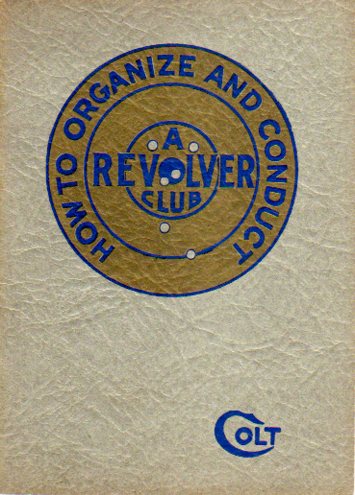 HOW TO ORGANIZE AND CONDUCT
A
REVOLVER
CLUB
COLT